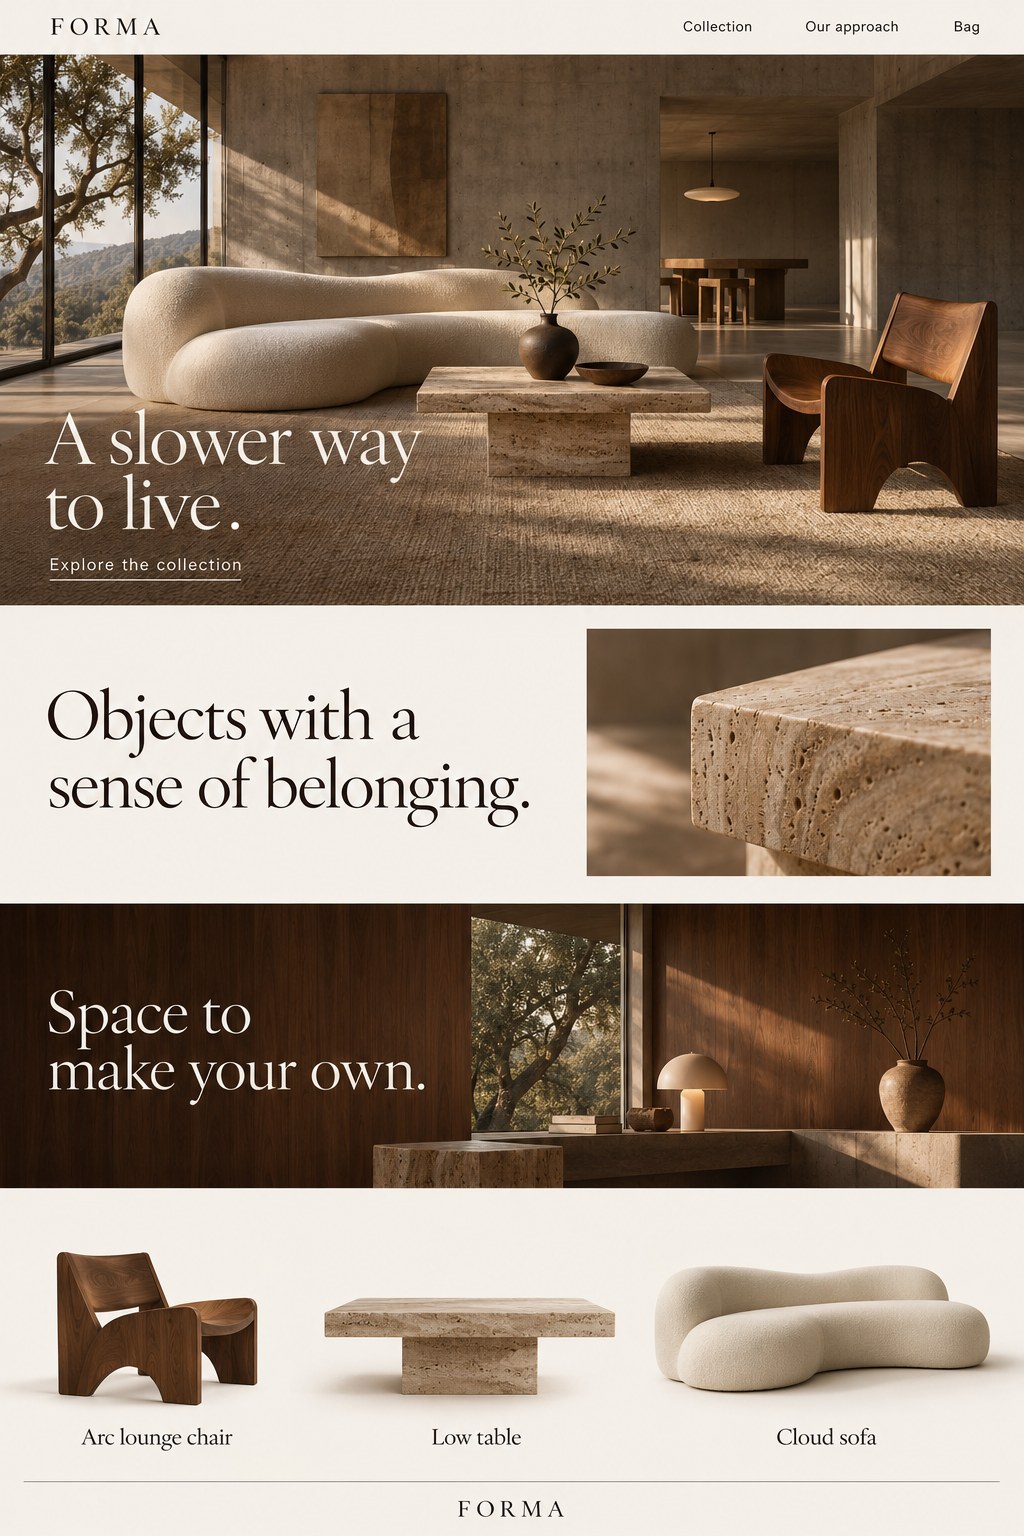 FORMA
Collection
Our approach
Bag
A slower way
to live.
Explore the collection
Objects with a
sense of belonging.
Space to
make your own.
Arc lounge chair
Low table
Cloud sofa
FORMA